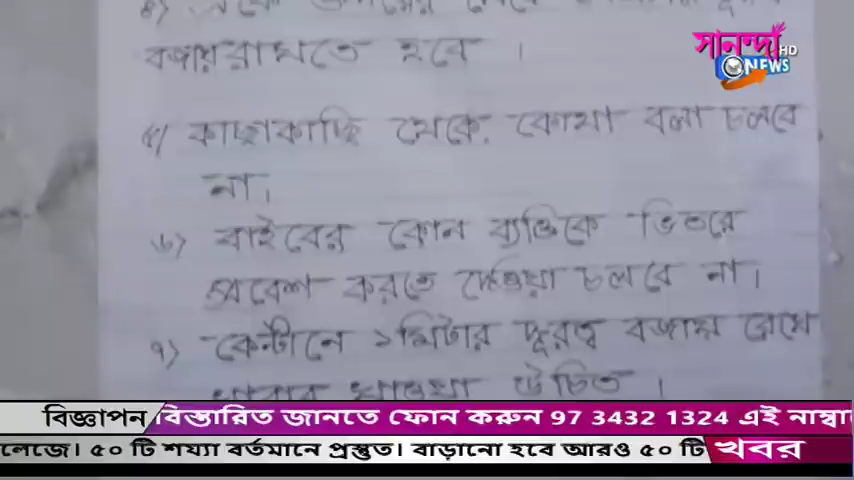 বজায় রাখতে হবে ।
সানন্দা HD
NEWS
৫/ কাছাকাছি থেকে, কোথা বলা চলবে
না।
৬> বাইবের কোন ব্যক্তিকে ভিতরে
প্রবেশ করতে দেওয়া চলবে না।
৭> কেন্টানে ১মিটার দূরত্ব বজায় রেখে
খাবার খাওয়া উচিত ।
বিজ্ঞাপন বিস্তারিত জানতে ফোন করুন 97 3432 1324 এই নাম্বা
লেজে। ৫০ টি শয্যা বর্তমানে প্রস্তুত। বাড়ানো হবে আরও ৫০ টি খবর